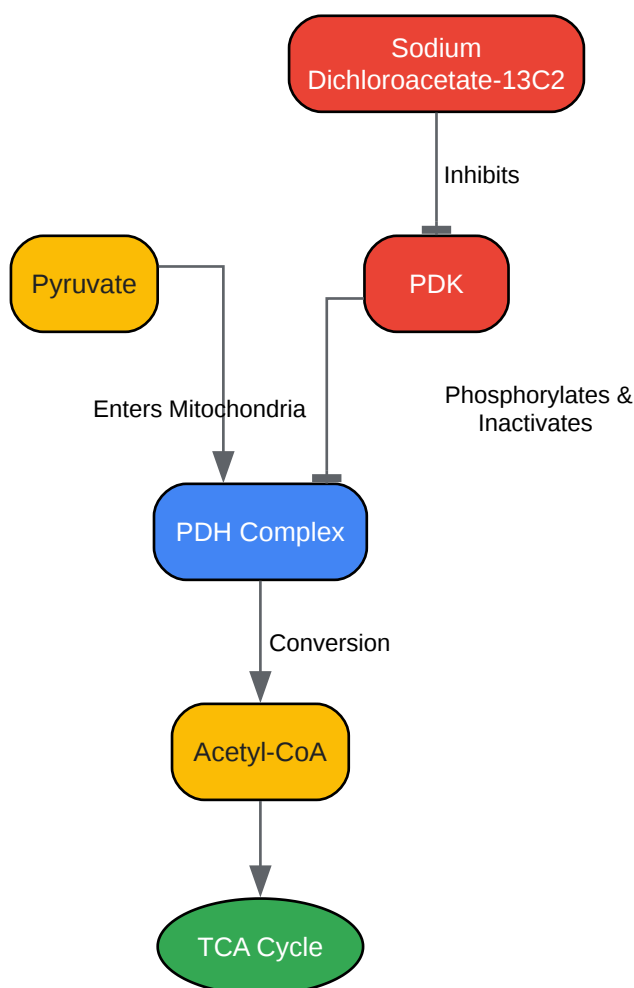 Sodium
Dichloroacetate-13C2
Inhibits
Pyruvate
PDK
Enters Mitochondria
Phosphorylates &
Inactivates
PDH Complex
Conversion
Acetyl-CoA
TCA Cycle